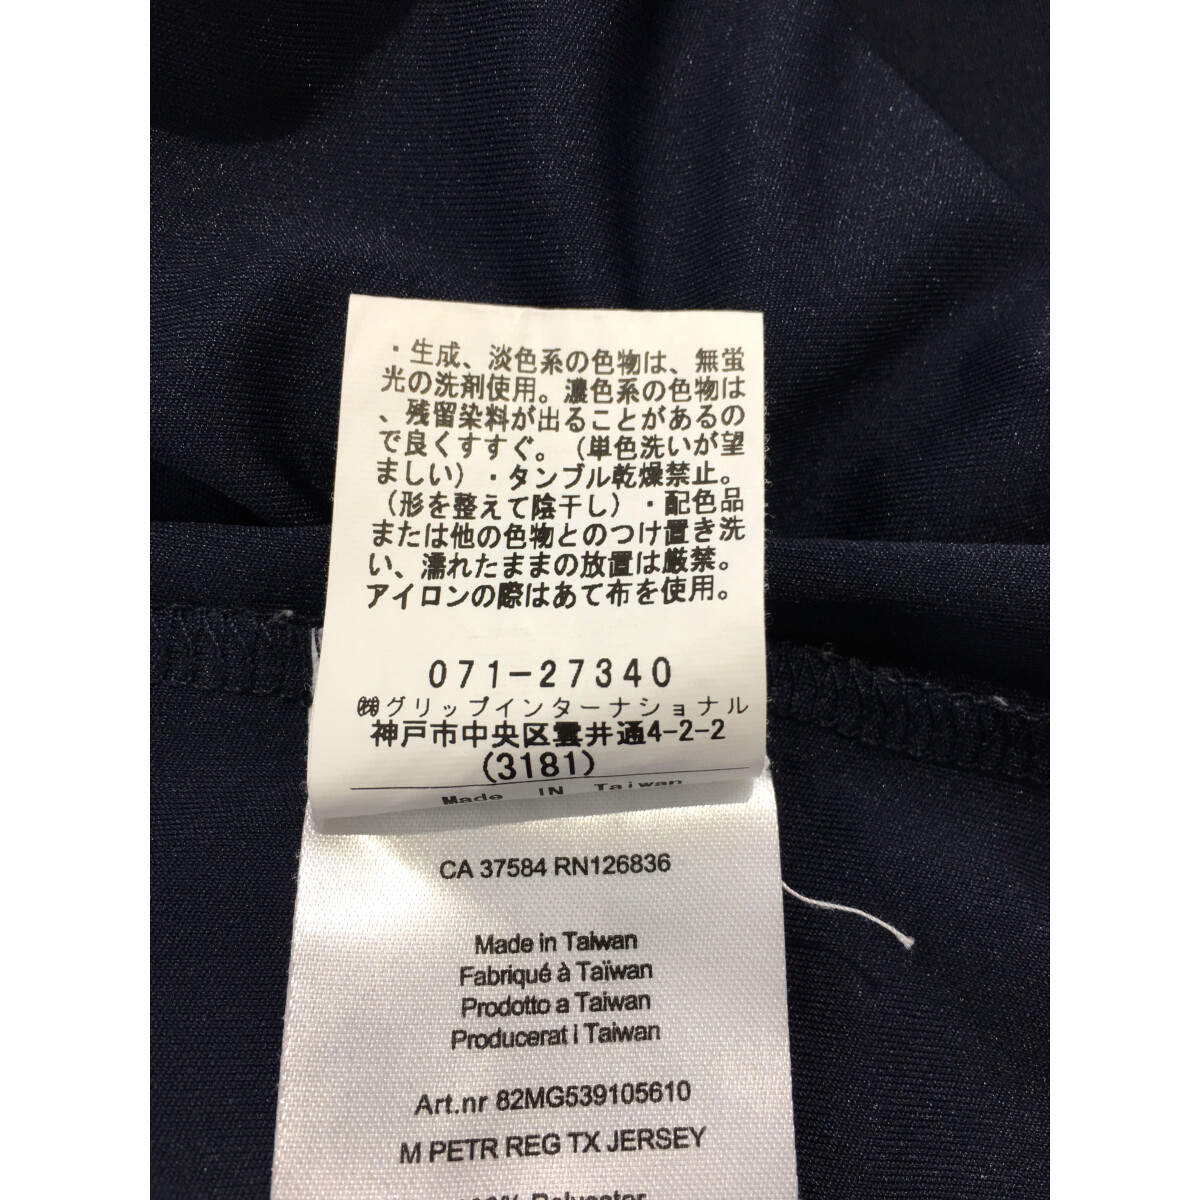 ・生成、淡色系の色物は、無蛍
光の洗剤使用。濃色系の色物は
、残留染料が出ることがあるの
で良くすすぐ。（単色洗いが望
ましい）・タンブル乾燥禁止。
（形を整えて陰干し）・配色品
または他の色物とのつけ置き洗
い、濡れたままの放置は厳禁。
アイロンの際はあて布を使用。
071-27340
㈱グリップインターナショナル
神戸市中央区雲井通4-2-2
(3181)
Made IN Taiwan
CA 37584 RN126836
Made in Taiwan
Fabriqué à Taïwan
Prodotto a Taiwan
Producerat i Taiwan
Art.nr 82MG539105610
M PETR REG TX JERSEY
Polyester